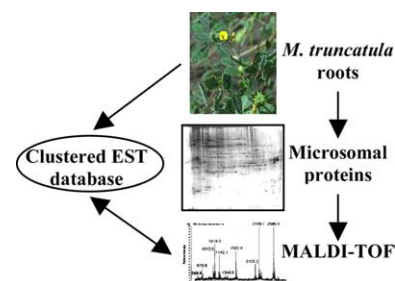 M. truncatula
roots
Clustered EST
database
Microsomal
proteins
MALDI-TOF